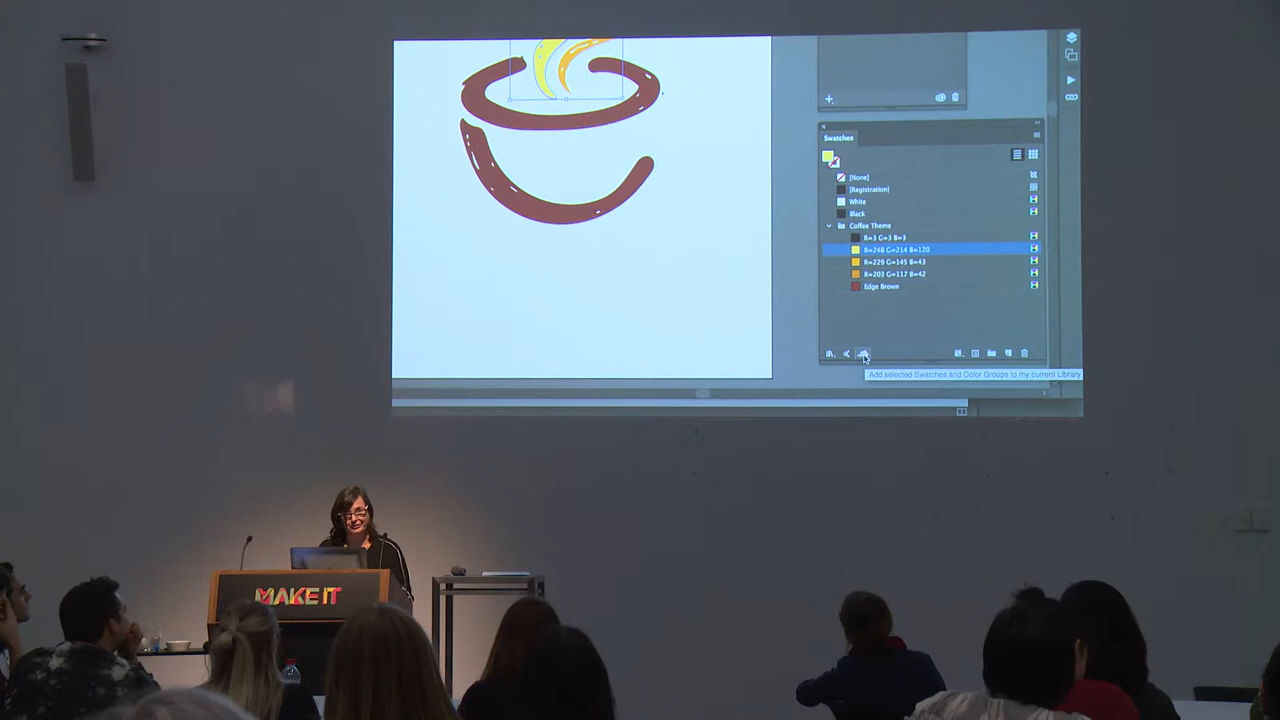 Swatches
[None]
[Registration]
White
Black
Coffee Theme
R=3 G=3 B=3
R=248 G=214 B=120
R=229 G=145 B=43
R=203 G=117 B=42
Edge Brown
Add selected Swatches and Color Groups to my current Library
MAKE IT